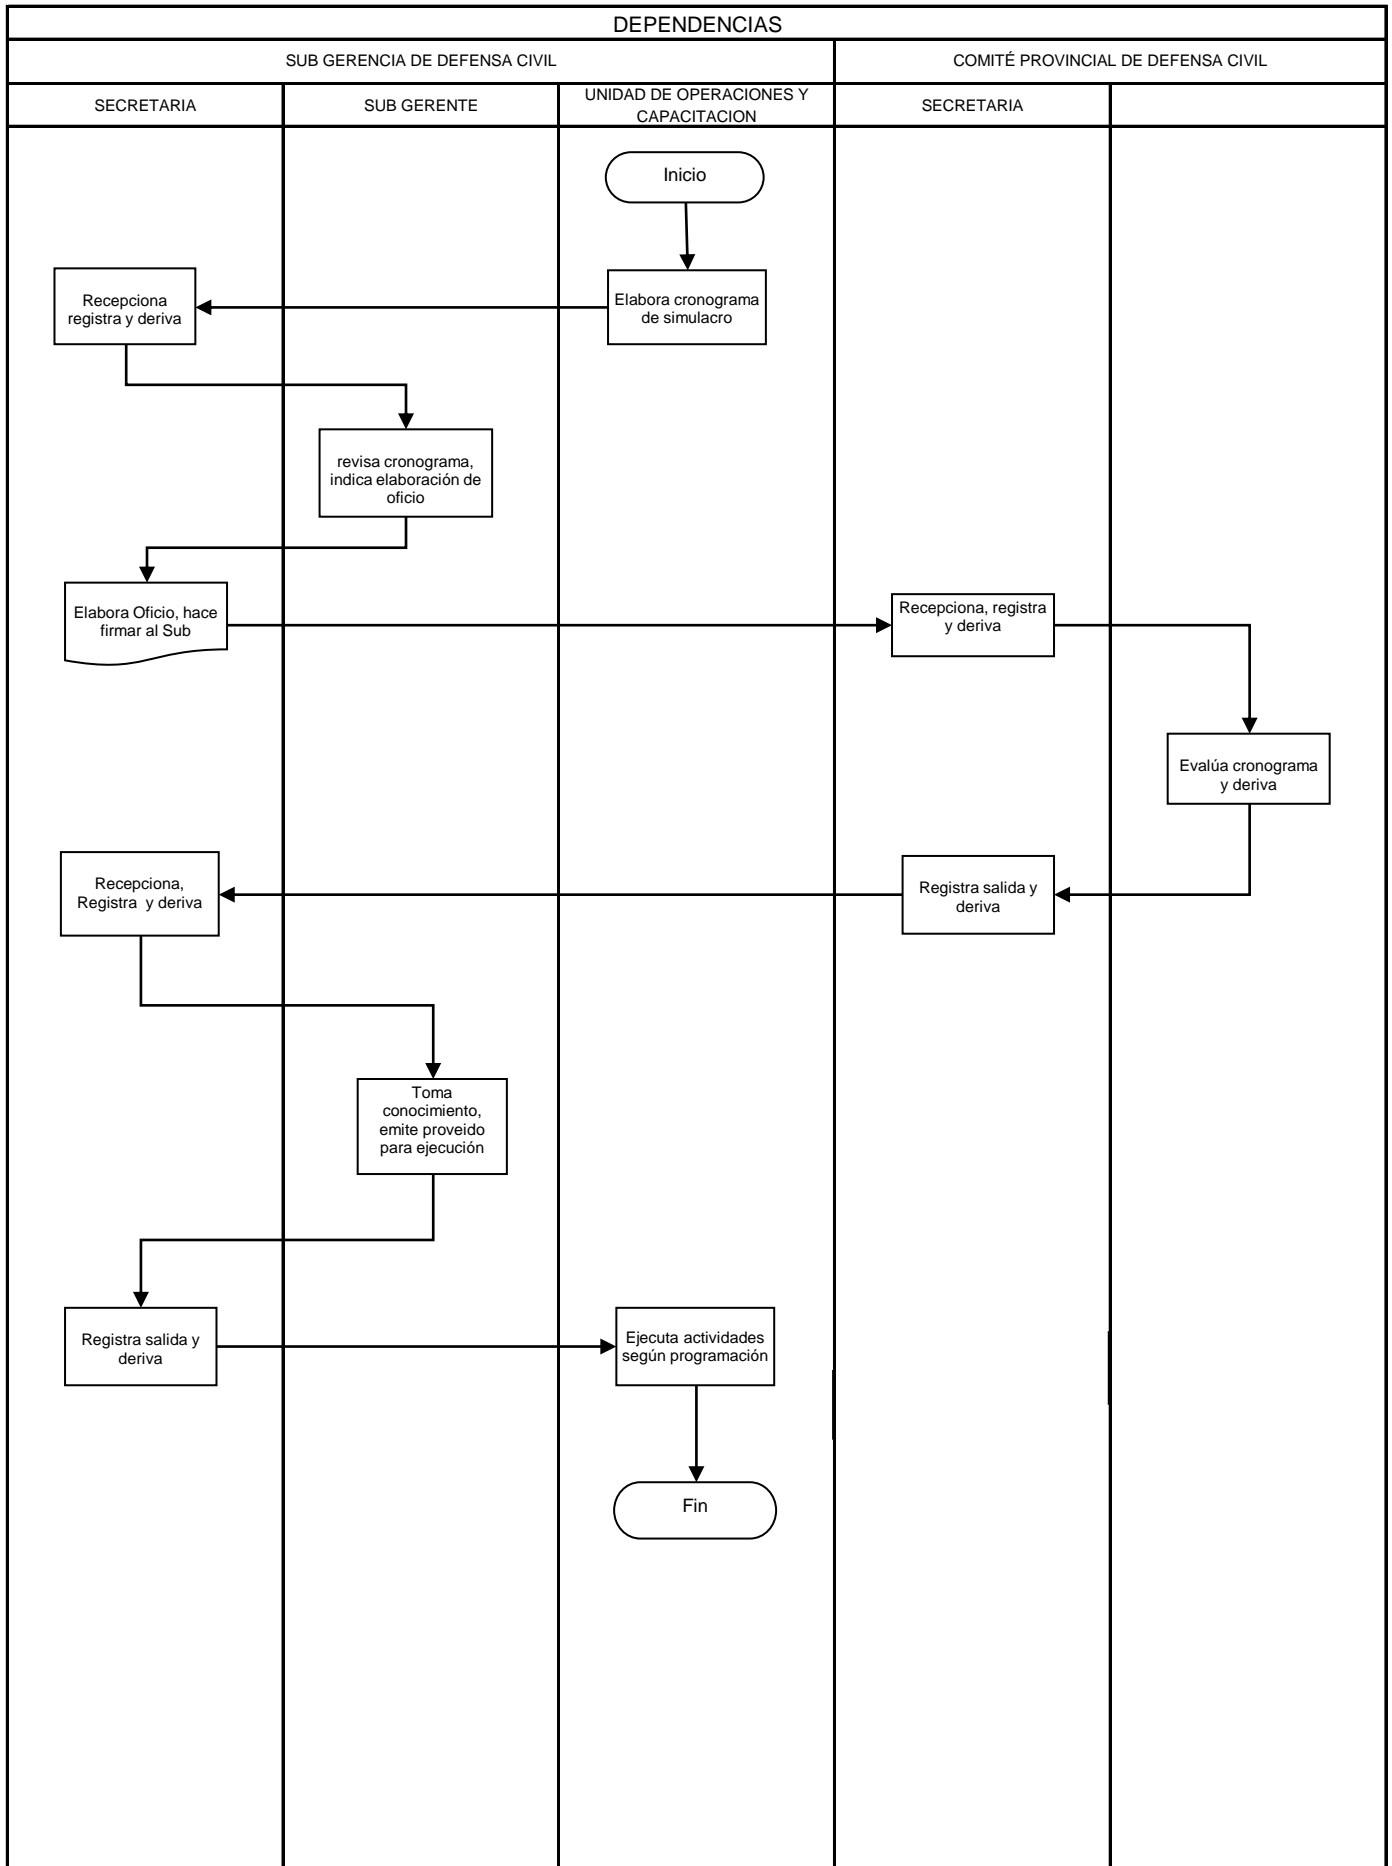 DEPENDENCIAS
SUB GERENCIA DE DEFENSA CIVIL
COMITÉ PROVINCIAL DE DEFENSA CIVIL
SECRETARIA
SUB GERENTE
UNIDAD DE OPERACIONES Y
CAPACITACION
SECRETARIA
Inicio
Elabora cronograma
de simulacro
Recepciona
registra y deriva
revisa cronograma,
indica elaboración de
oficio
Elabora Oficio, hace
firmar al Sub
Recepciona, registra
y deriva
Evalúa cronograma
y deriva
Registra salida y
deriva
Recepciona,
Registra  y deriva
Toma
conocimiento,
emite proveido
para ejecución
Registra salida y
deriva
Ejecuta actividades
según programación
Fin